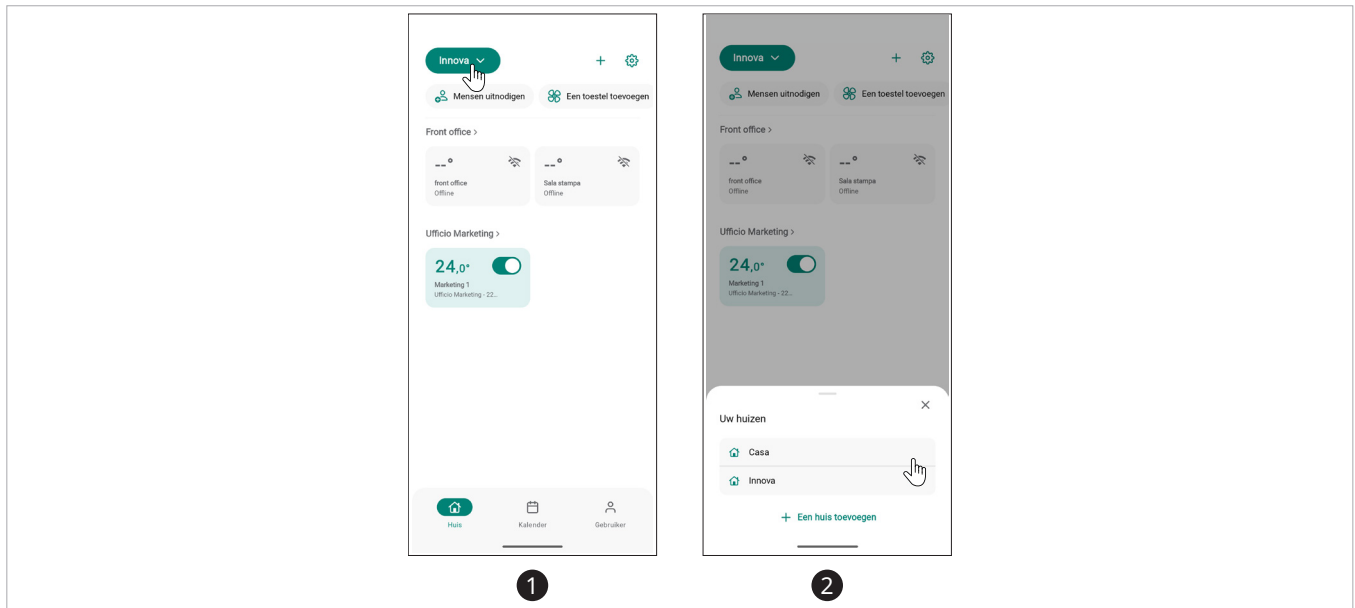 Innova
Mensen uitnodigen
Een toestel toevoegen
Front office >
--°
front office
Offline
--°
Sala stampa
Offline
Ufficio Marketing >
24,0°
Marketing 1
Ufficio Marketing - 22...
Huis
Kalender
Gebruiker
1
Innova
Mensen uitnodigen
Een toestel toevoegen
Front office >
--°
front office
Offline
--°
Sala stampa
Offline
Ufficio Marketing >
24,0°
Marketing 1
Ufficio Marketing - 22...
Uw huizen
Casa
Innova
+ Een huis toevoegen
2